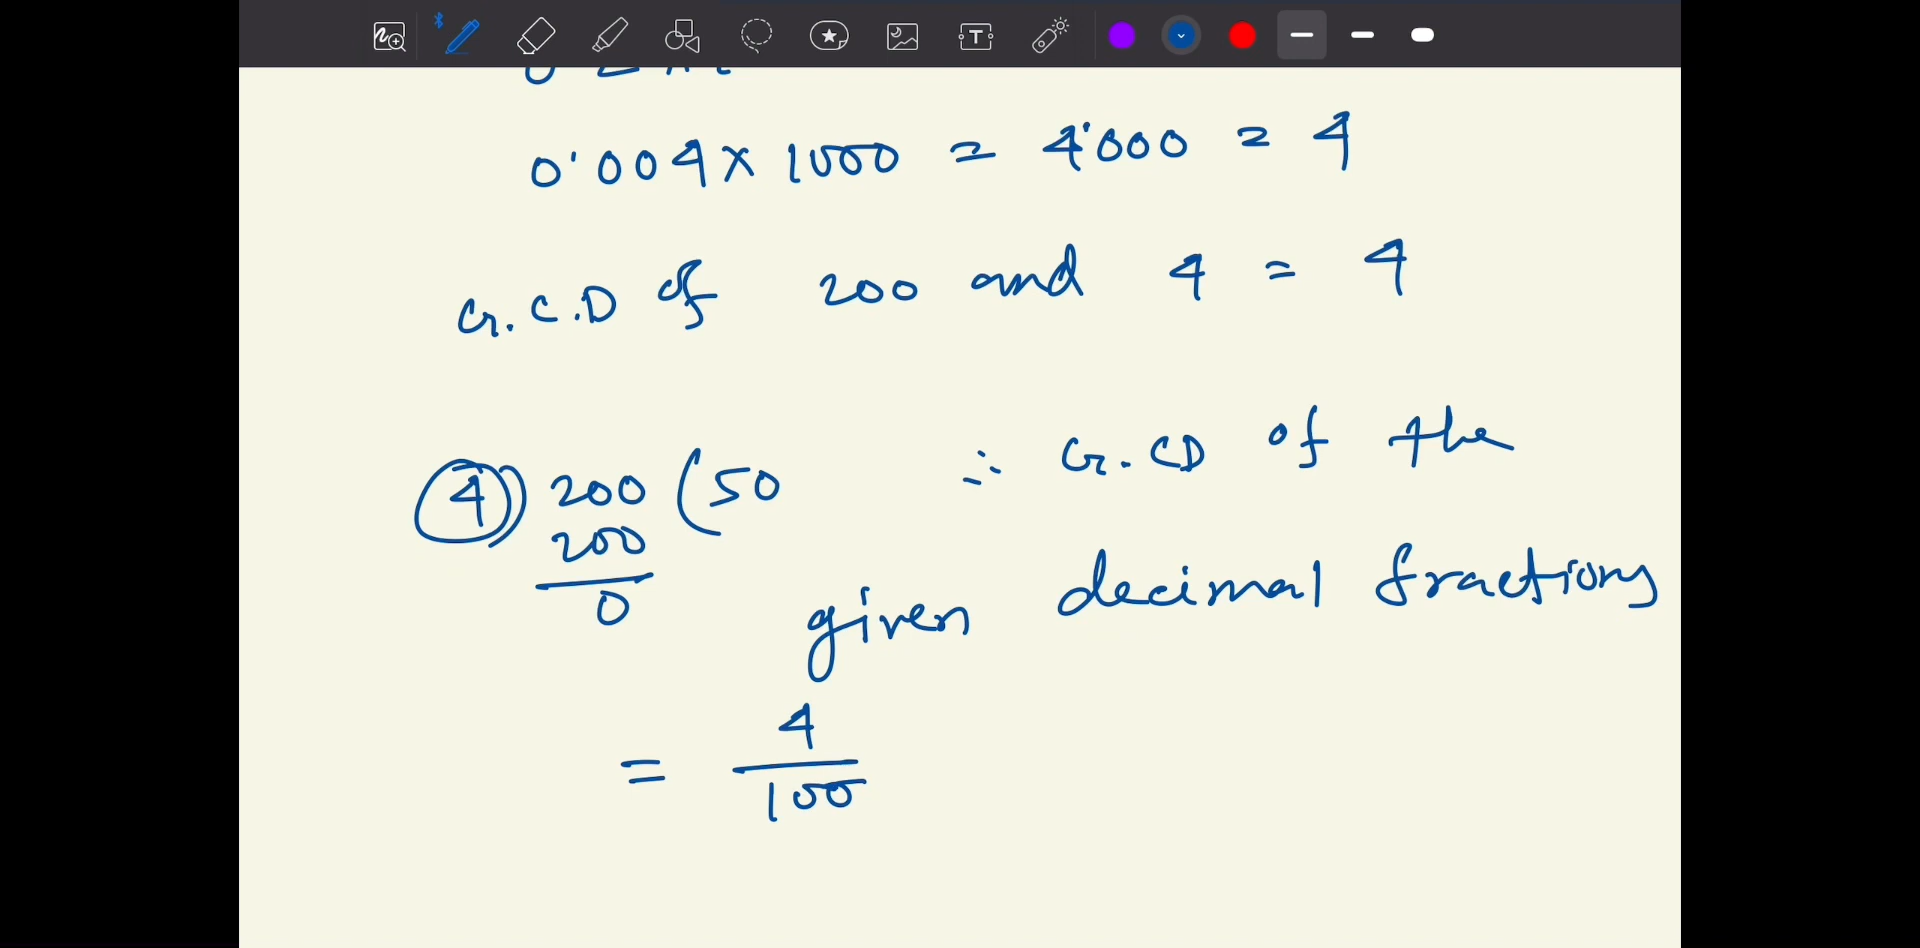 0·004 × 1000 = 4·000 = 4
G.C.D of 200 and 4 = 4
4) 200 (50
200
0
∴ G.CD of the
given decimal fractions
= 4
100